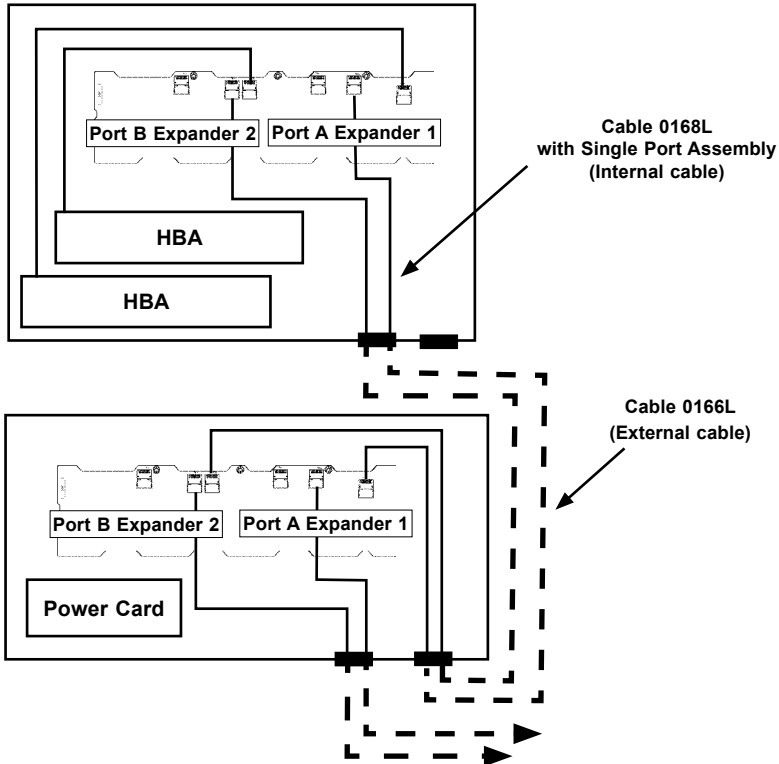 Port B Expander 2
Port A Expander 1
Cable 0168L
with Single Port Assembly
(Internal cable)
HBA
HBA
Cable 0166L
(External cable)
Port B Expander 2
Port A Expander 1
Power Card